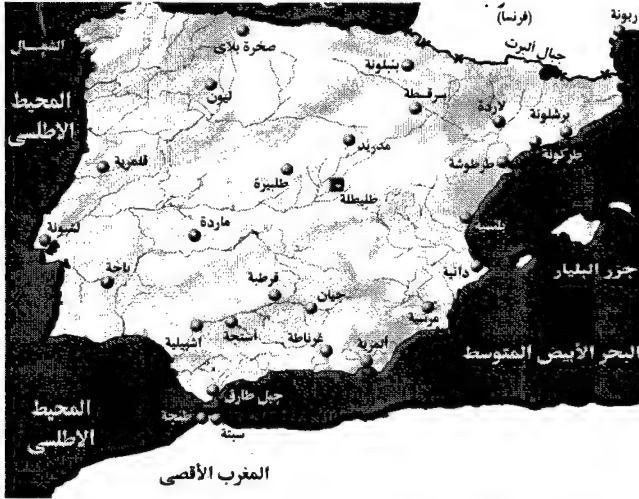 (فرنسا)
ربونة
جبال ألبرت
الشمال
صخرة بلاى
بنبلونة
ليون
سرقسطة
لاردة
برشلونة
المحيط
الاطلسي
طركونة
مدريد
طرطوشة
قلمرية
طلبيرة
طليطلة
بلنسية
لشبونة
ماردة
دانية
جزر البليار
باجة
قرطبة
جيان
مرسية
اشبيلية
استجة
غرناطة
المرية
البحر الأبيض المتوسط
جبل طارق
المحيط
الاطلسي
طنجة
سبتة
المغرب الأقصى